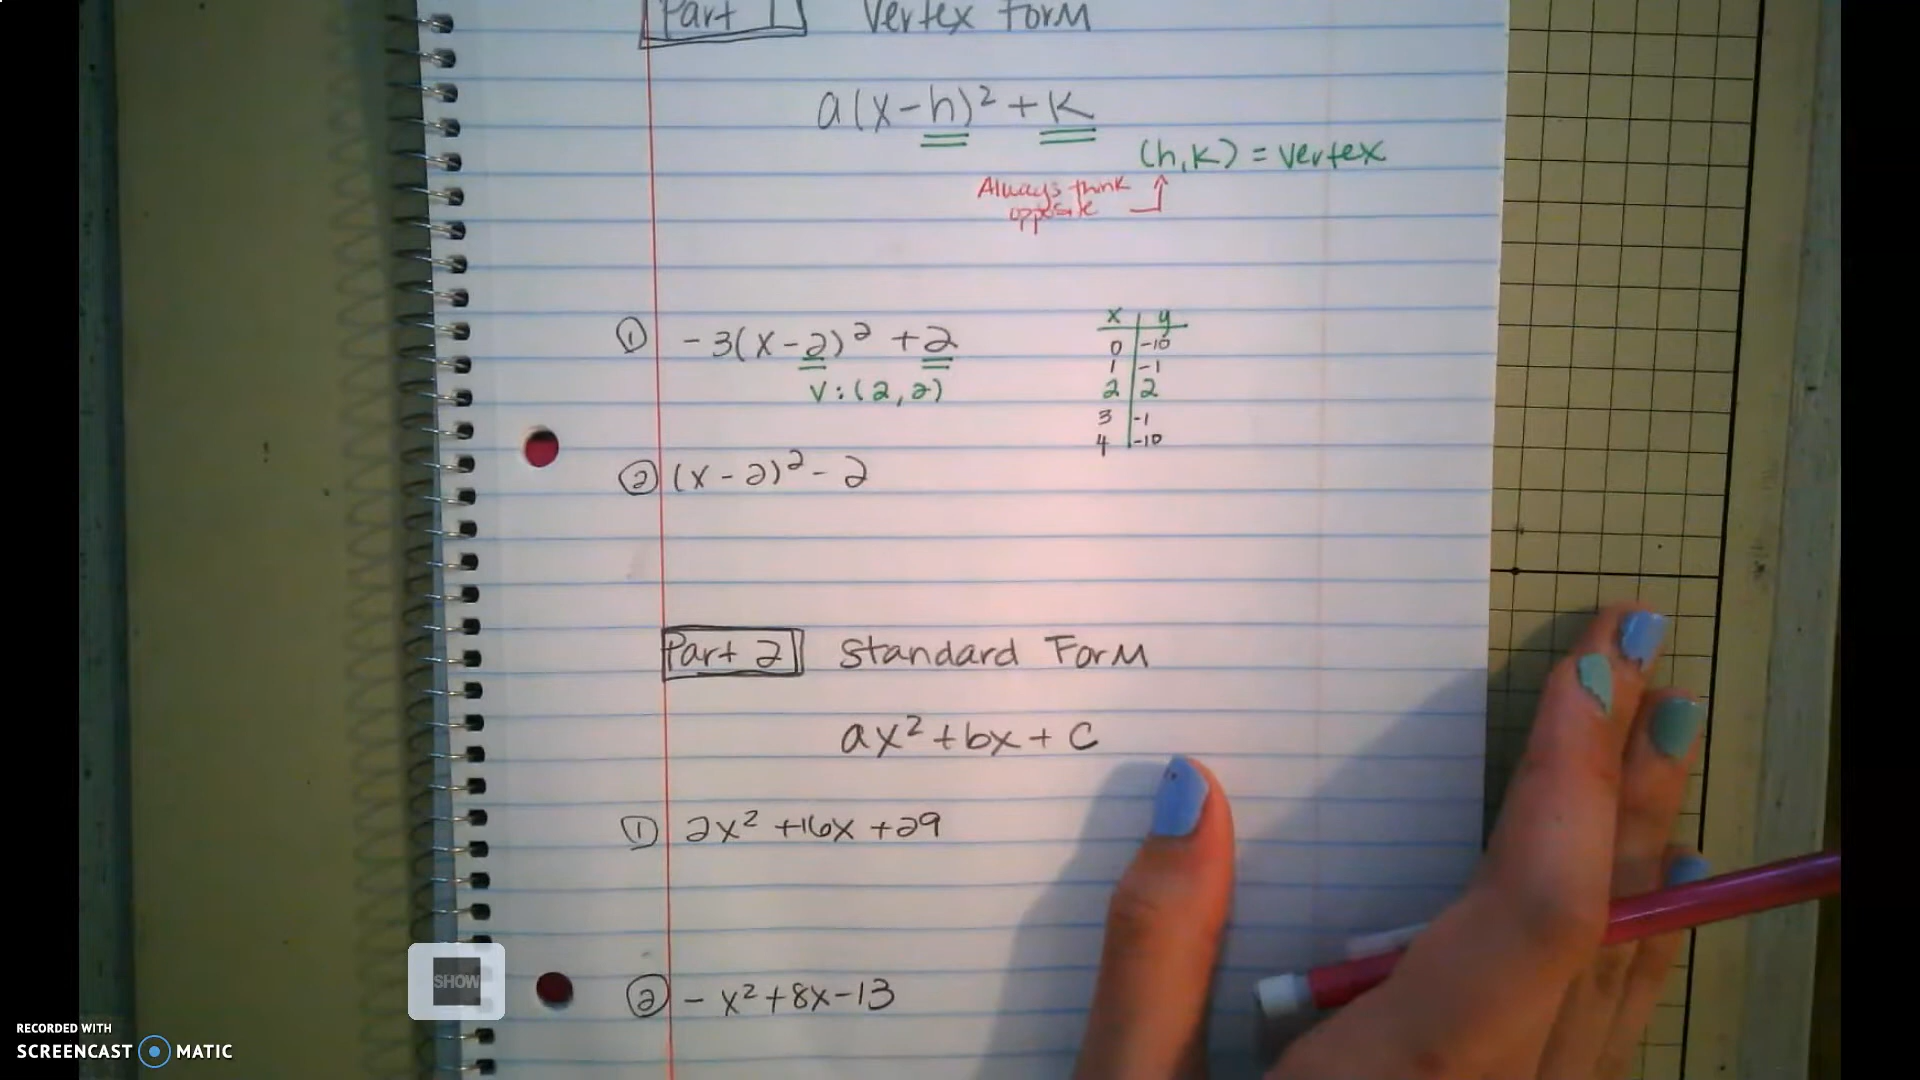 Part 1 Vertex Form
a(x-h)² + K
(h,K) = vertex
Always think
opposite
① -3(x-2)² +2
V:(2,2)
x y
0 -10
1 -1
2 2
3 -1
4 -10
② (x-2)² - 2
Part 2 Standard Form
ax² + bx + C
① 2x² +16x +29
② - x² +8x-13
SHOW
RECORDED WITH
SCREENCAST MATIC